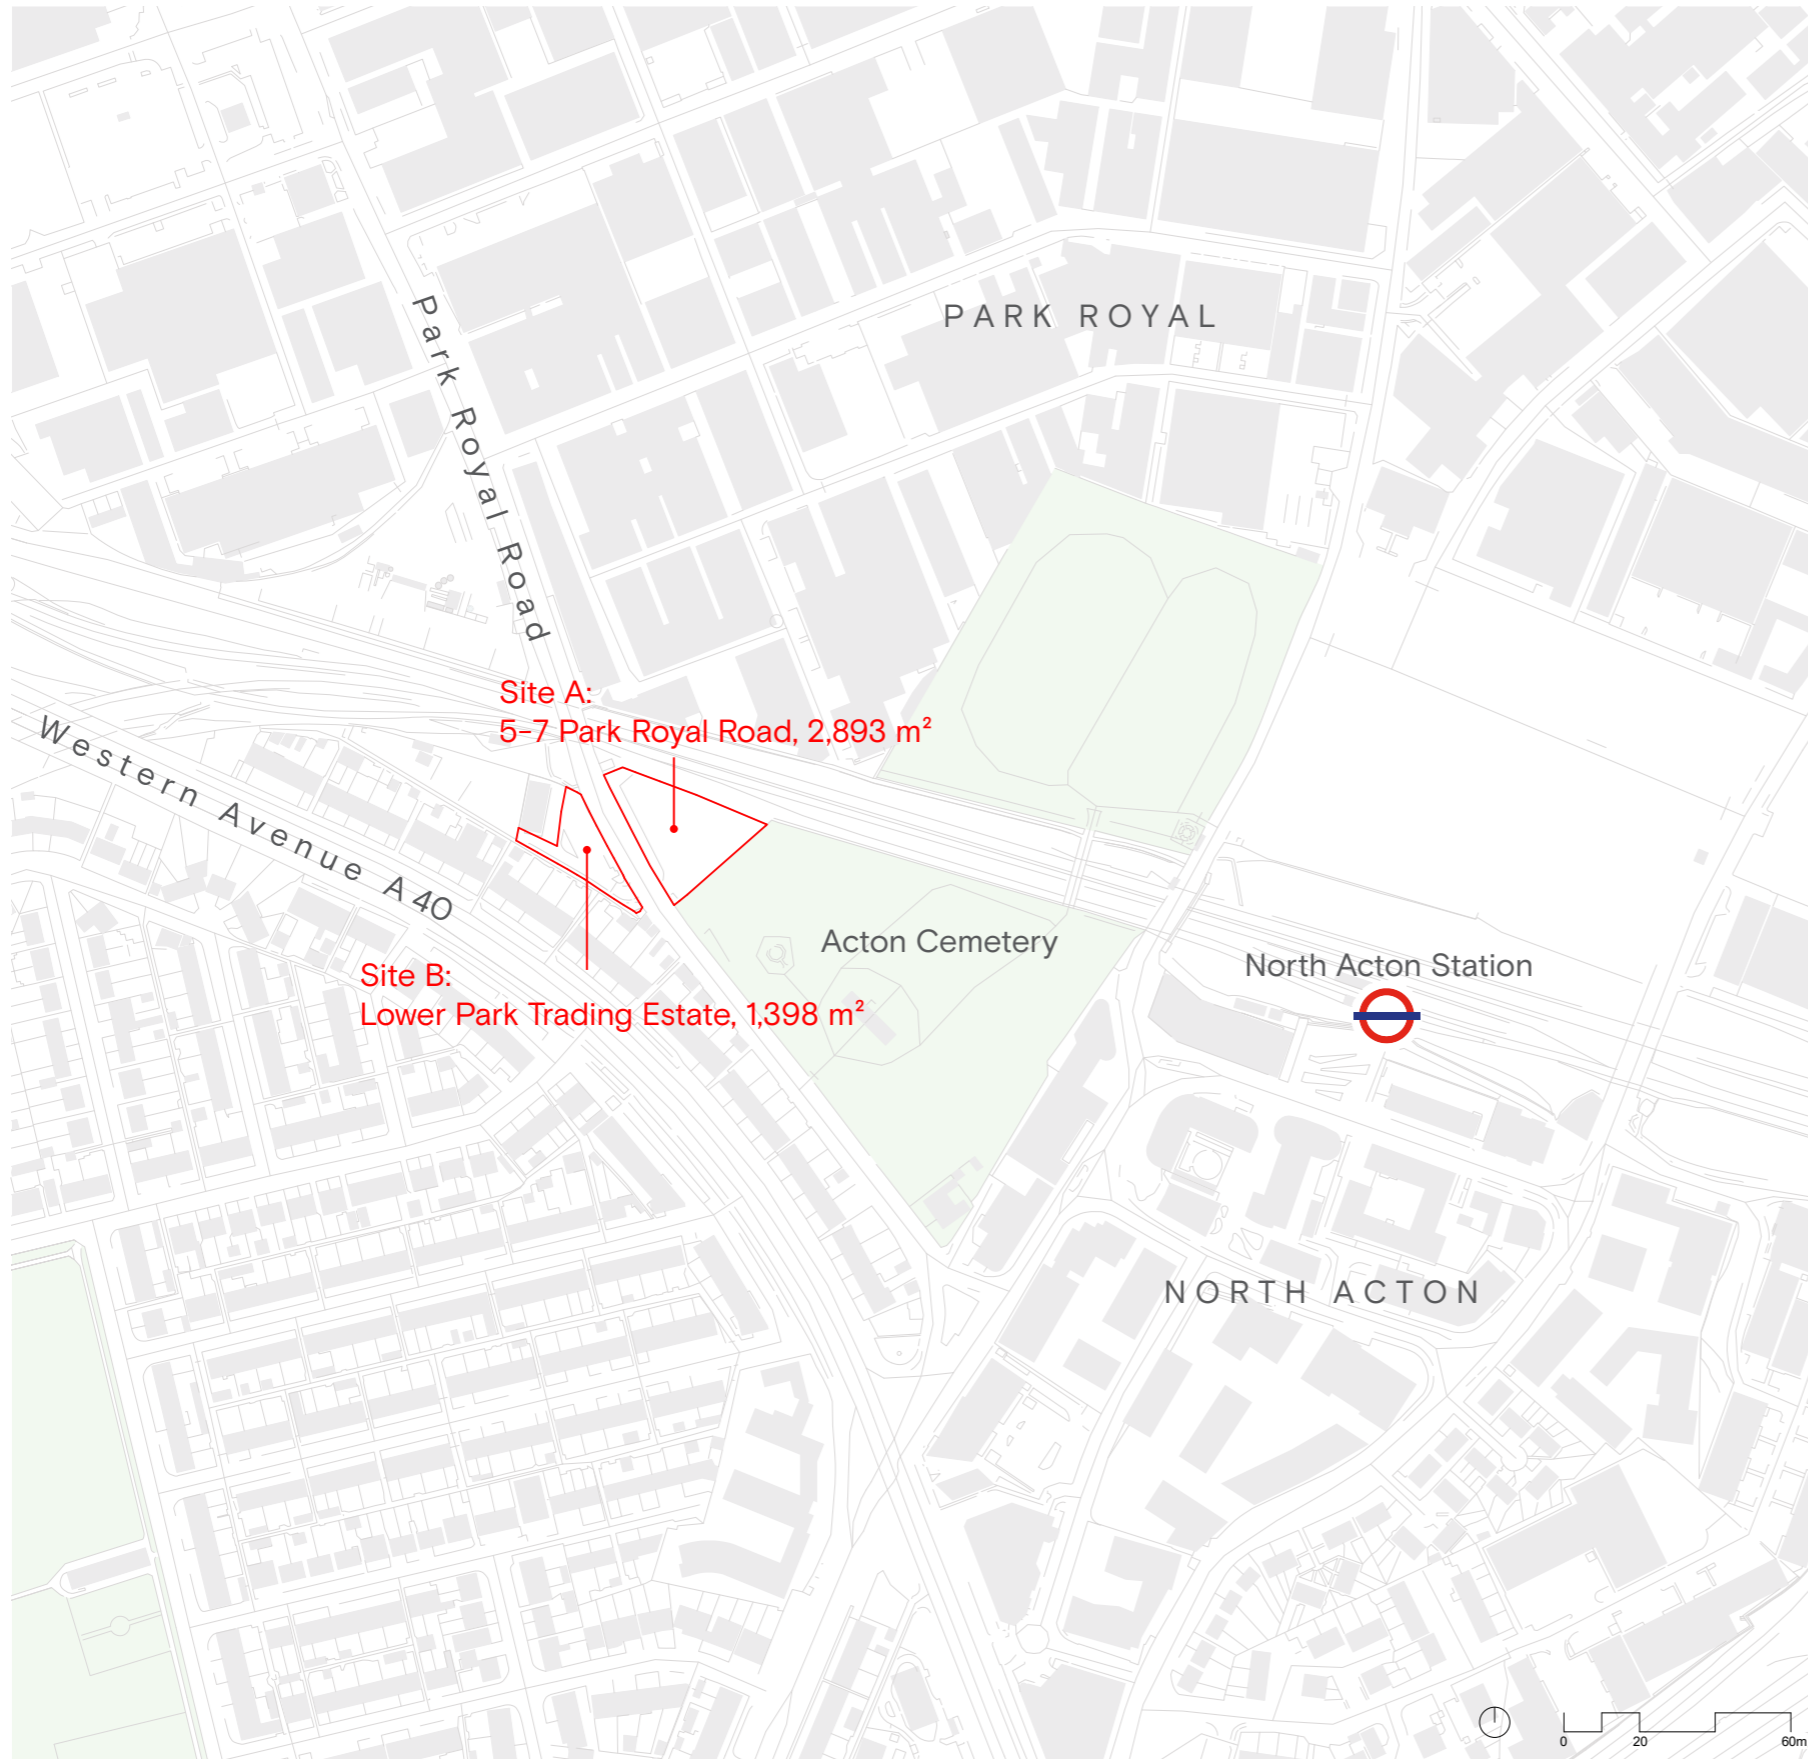 PARK ROYAL
Park Royal Road
Site A:
5-7 Park Royal Road, 2,893 m²
Western Avenue A40
Acton Cemetery
North Acton Station
Site B:
Lower Park Trading Estate, 1,398 m²
NORTH ACTON
0 20 60m